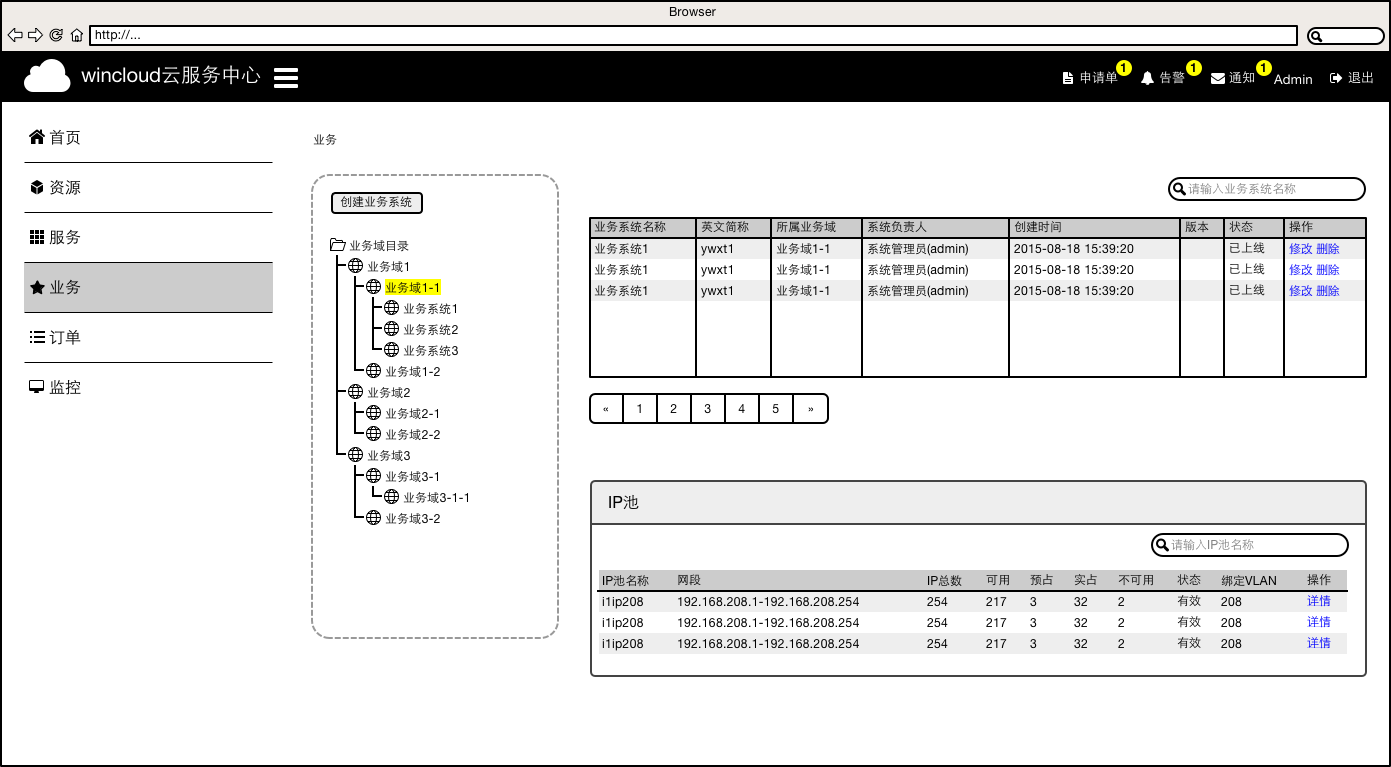 Browser
http://...
wincloud云服务中心 申请单 1 告警 1 通知 1 Admin 退出
首页
资源
服务
业务
订单
监控
业务
创建业务系统
业务域目录
业务域1
业务域1-1
业务系统1
业务系统2
业务系统3
业务域1-2
业务域2
业务域2-1
业务域2-2
业务域3
业务域3-1
业务域3-1-1
业务域3-2
请输入业务系统名称
业务系统名称 英文简称 所属业务域 系统负责人 创建时间 版本 状态 操作
业务系统1 ywxt1 业务域1-1 系统管理员(admin) 2015-08-18 15:39:20 已上线 修改 删除
业务系统1 ywxt1 业务域1-1 系统管理员(admin) 2015-08-18 15:39:20 已上线 修改 删除
业务系统1 ywxt1 业务域1-1 系统管理员(admin) 2015-08-18 15:39:20 已上线 修改 删除
« 1 2 3 4 5 »
IP池
请输入IP池名称
IP池名称 网段 IP总数 可用 预占 实占 不可用 状态 绑定VLAN 操作
i1ip208 192.168.208.1-192.168.208.254 254 217 3 32 2 有效 208 详情
i1ip208 192.168.208.1-192.168.208.254 254 217 3 32 2 有效 208 详情
i1ip208 192.168.208.1-192.168.208.254 254 217 3 32 2 有效 208 详情